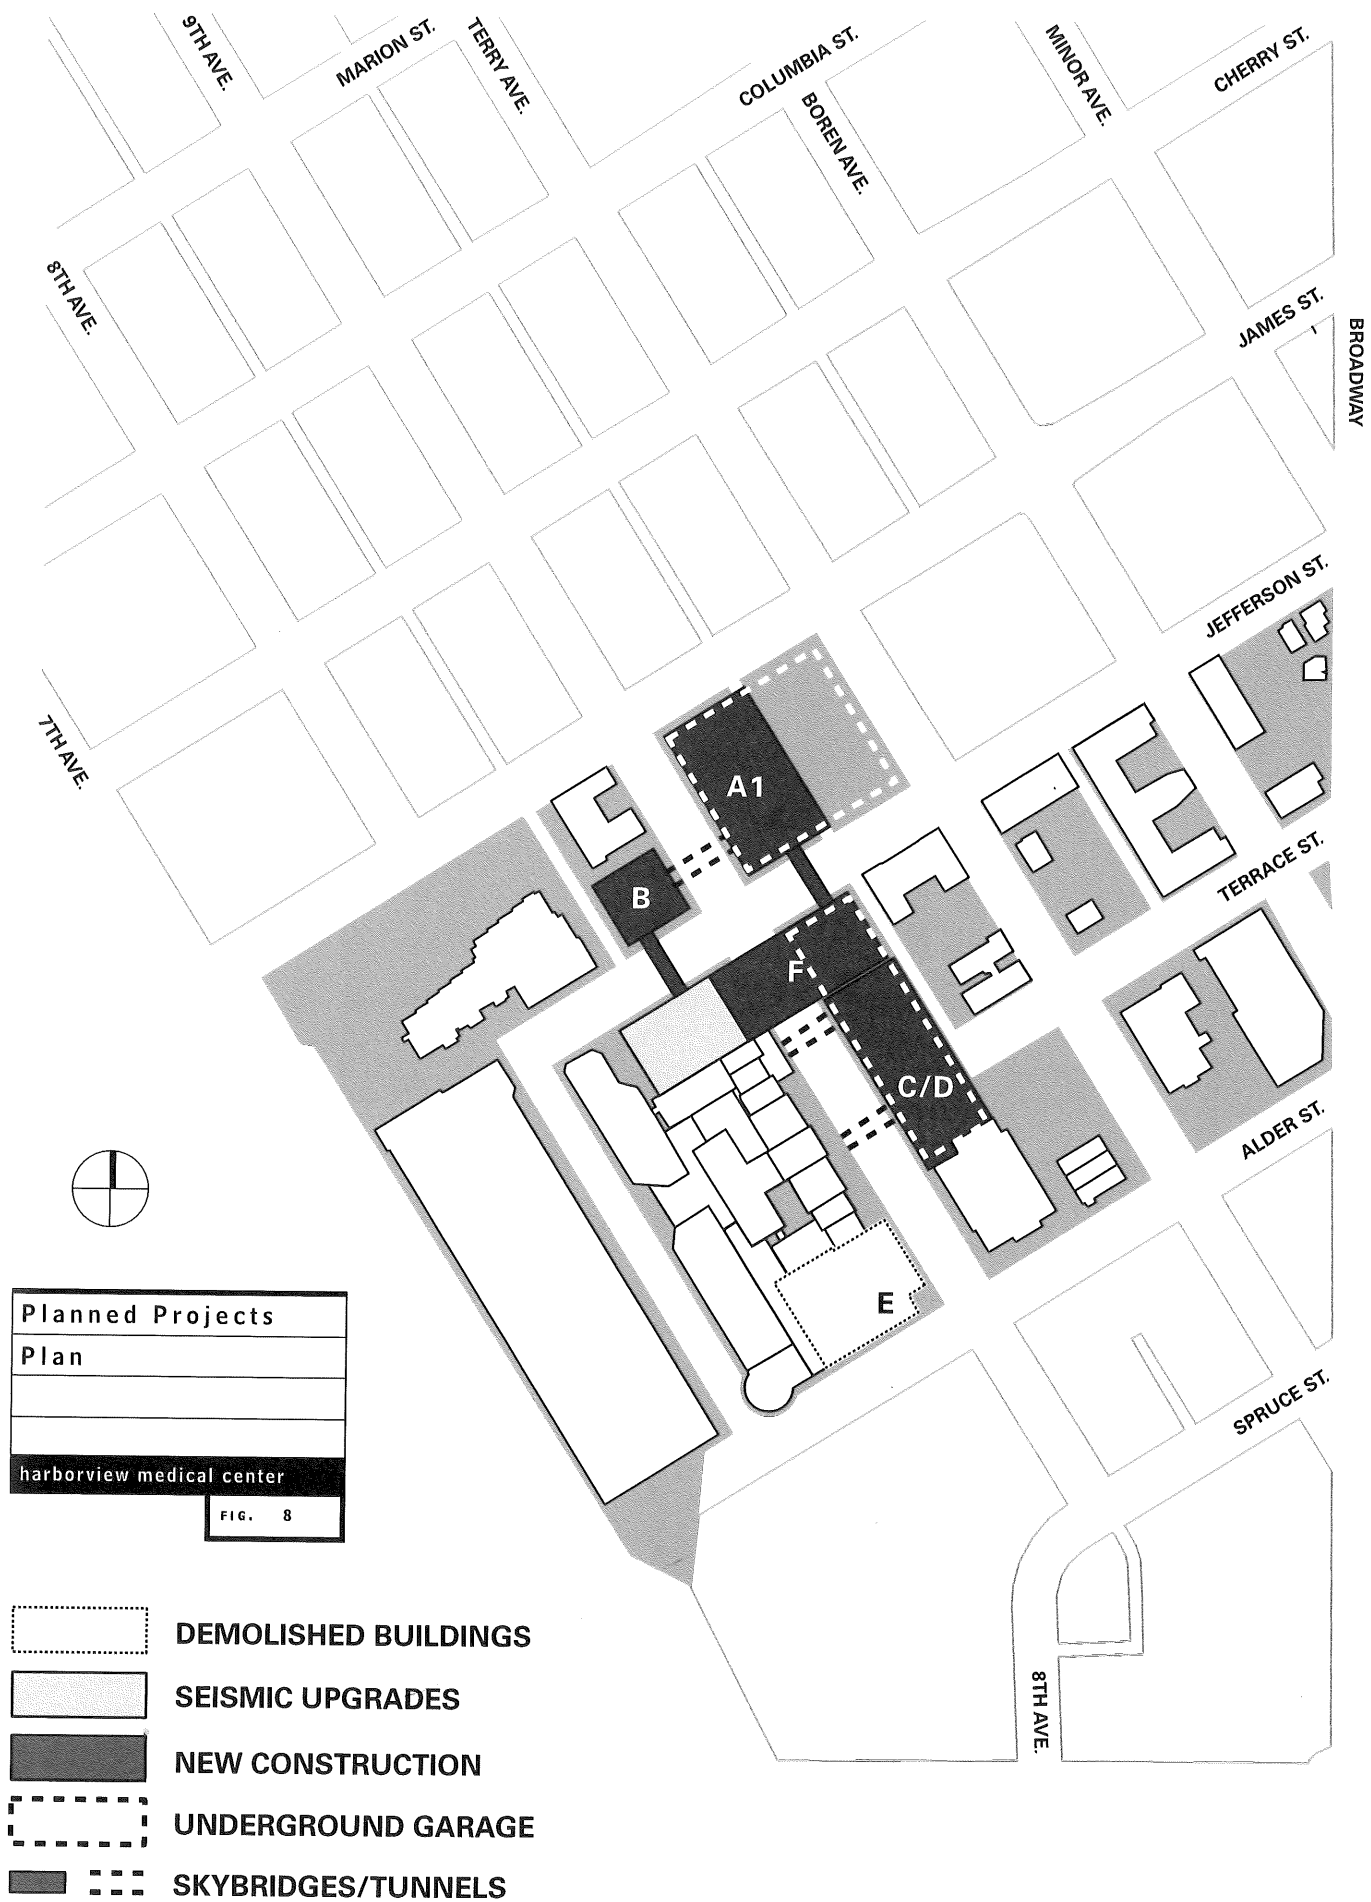 9TH AVE.
MARION ST.
TERRY AVE.
COLUMBIA ST.
BOREN AVE.
MINOR AVE.
CHERRY ST.
8TH AVE.
JAMES ST.
BROADWAY
JEFFERSON ST.
7TH AVE.
A1
B
TERRACE ST.
F
C/D
ALDER ST.
E
SPRUCE ST.
8TH AVE.
Planned Projects
Plan
harborview medical center
FIG. 8
DEMOLISHED BUILDINGS
SEISMIC UPGRADES
NEW CONSTRUCTION
UNDERGROUND GARAGE
SKYBRIDGES/TUNNELS